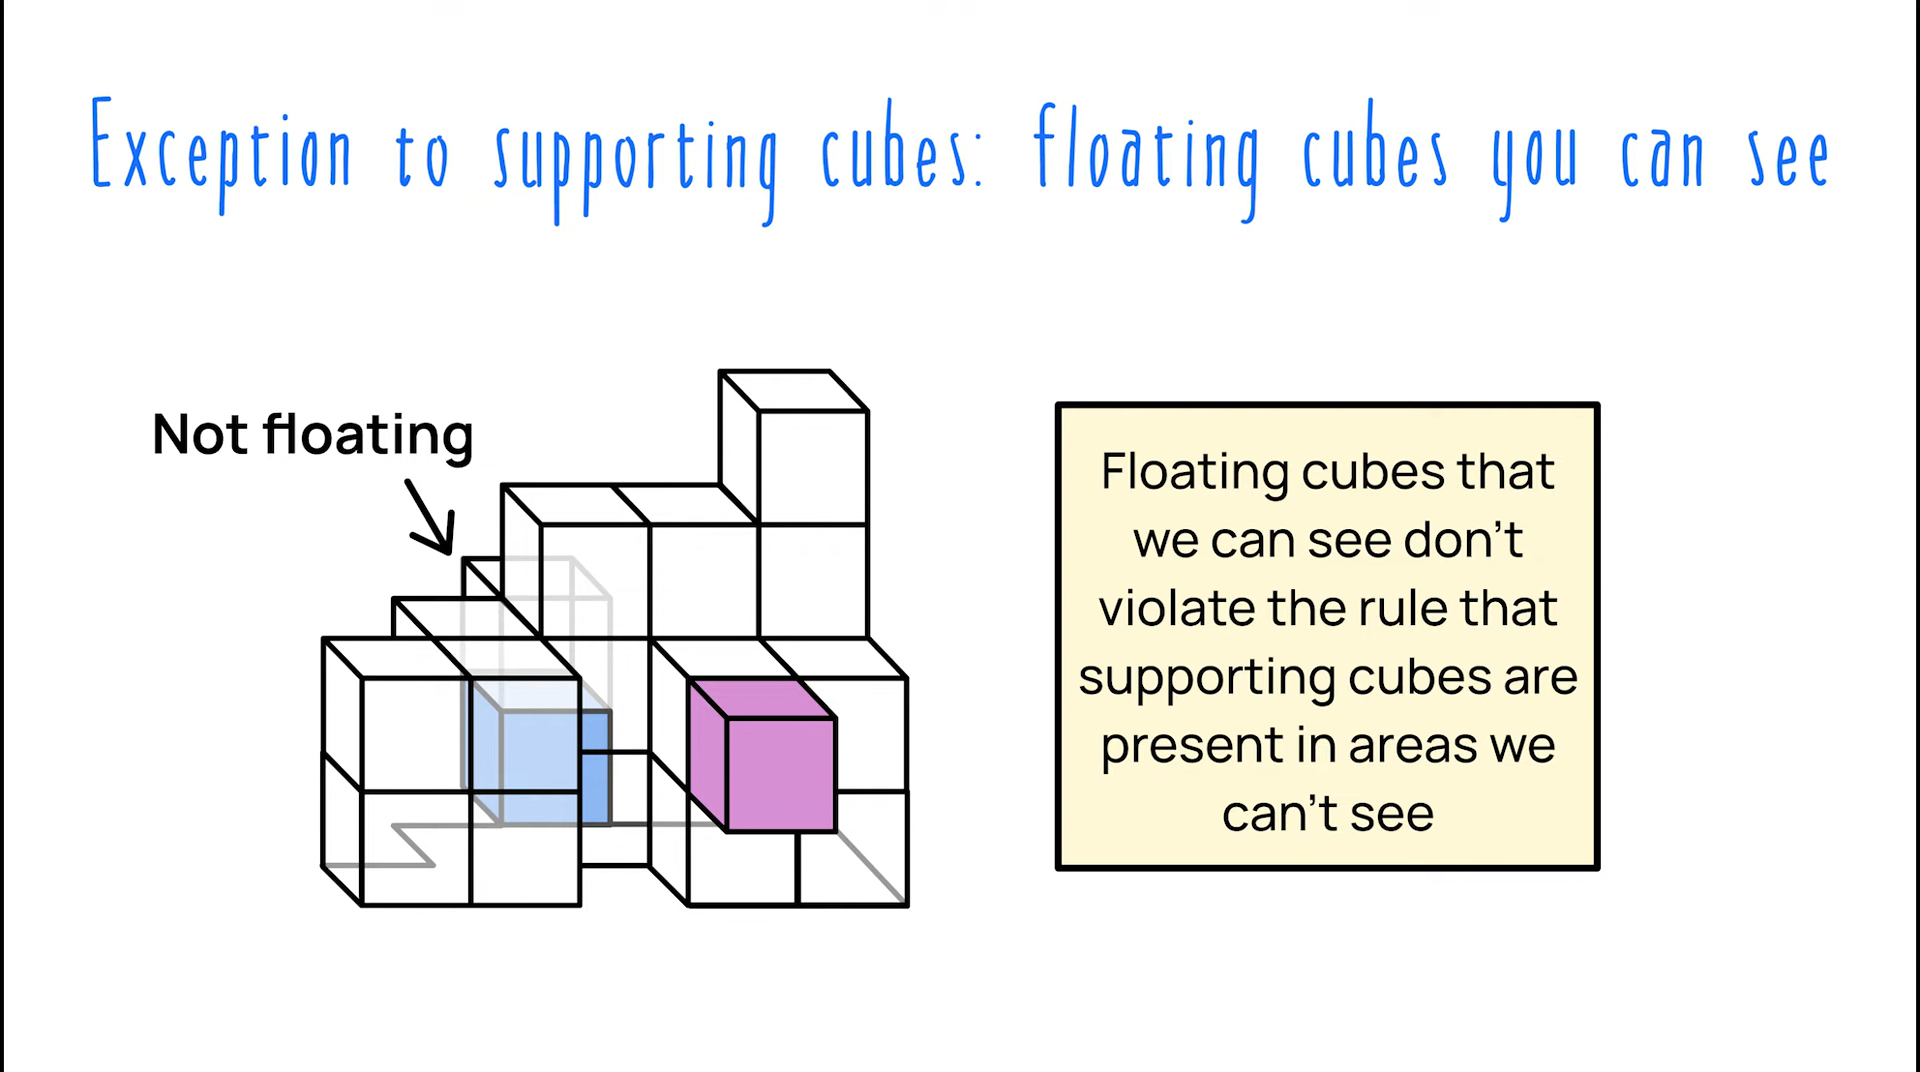 Exception to supporting cubes: floating cubes you can see
Not floating
Floating cubes that
we can see don’t
violate the rule that
supporting cubes are
present in areas we
can’t see